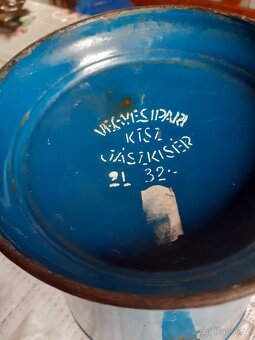 VEGYESIPARI
KTSZ
JÁSZKISÉR
21 32.-